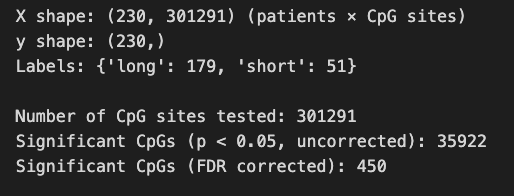 X shape: (230, 301291) (patients × CpG sites)
y shape: (230,)
Labels: {'long': 179, 'short': 51}
Number of CpG sites tested: 301291
Significant CpGs (p < 0.05, uncorrected): 35922
Significant CpGs (FDR corrected): 450